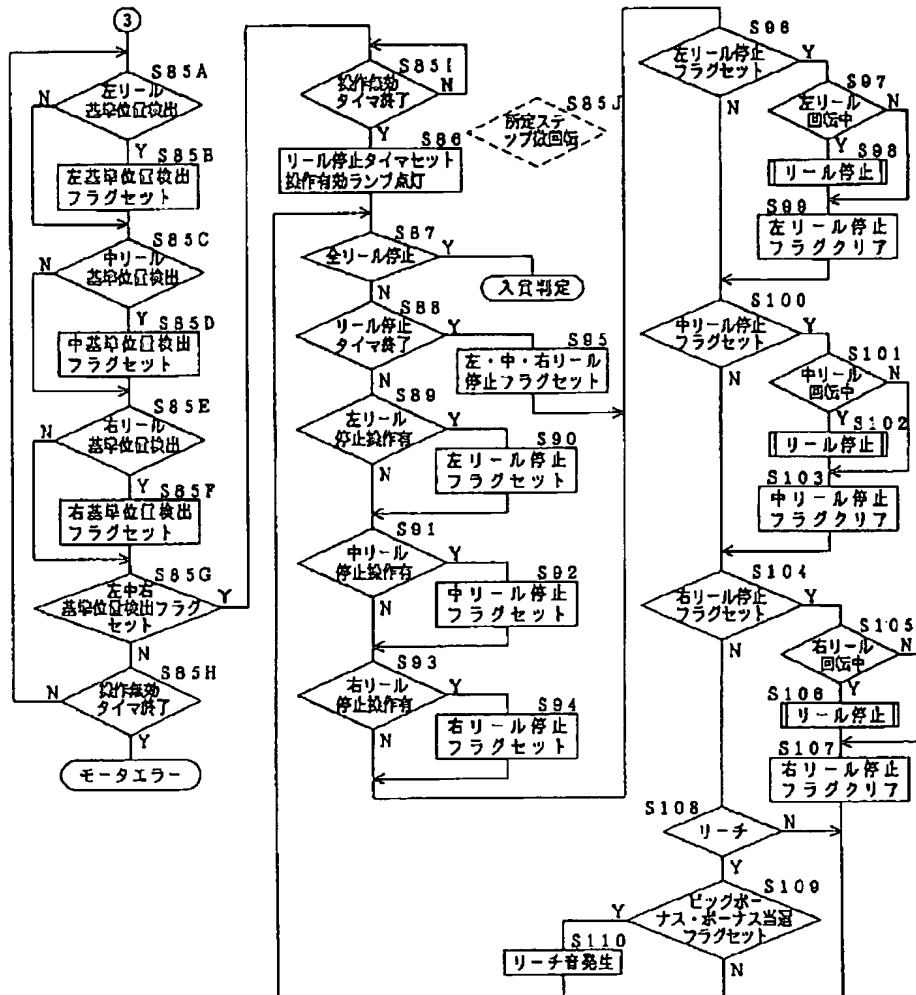 3
S85A
左リール
基準位置検出
N
Y
S85B
左基準位置検出
フラグセット
S85C
中リール
基準位置検出
N
Y
S85D
中基準位置検出
フラグセット
S85E
右リール
基準位置検出
N
Y
S85F
右基準位置検出
フラグセット
S85G
左中右
基準位置検出フラグ
セット
Y
N
S85H
操作無効
タイマ終了
N
Y
モータエラー
S85I
操作無効
タイマ終了
N
Y
S85J
所定ステ
ップ数回転
S86
リール停止タイマセット
操作有効ランプ点灯
S87
全リール停止
Y
N
入賞判定
S88
リール停止
タイマ終了
Y
N
S95
左・中・右リール
停止フラグセット
S89
左リール
停止操作有
Y
N
S90
左リール停止
フラグセット
S91
中リール
停止操作有
Y
N
S92
中リール停止
フラグセット
S93
右リール
停止操作有
Y
N
S94
右リール停止
フラグセット
S96
左リール停止
フラグセット
Y
N
S97
左リール
回転中
N
Y
S98
リール停止
S99
左リール停止
フラグクリア
S100
中リール停止
フラグセット
Y
N
S101
中リール
回転中
N
Y
S102
リール停止
S103
中リール停止
フラグクリア
S104
右リール停止
フラグセット
Y
N
S105
右リール
回転中
N
Y
S106
リール停止
S107
右リール停止
フラグクリア
S108
リーチ
N
Y
S109
ビッグボー
ナス・ボーナス当選
フラグセット
Y
N
S110
リーチ音発生